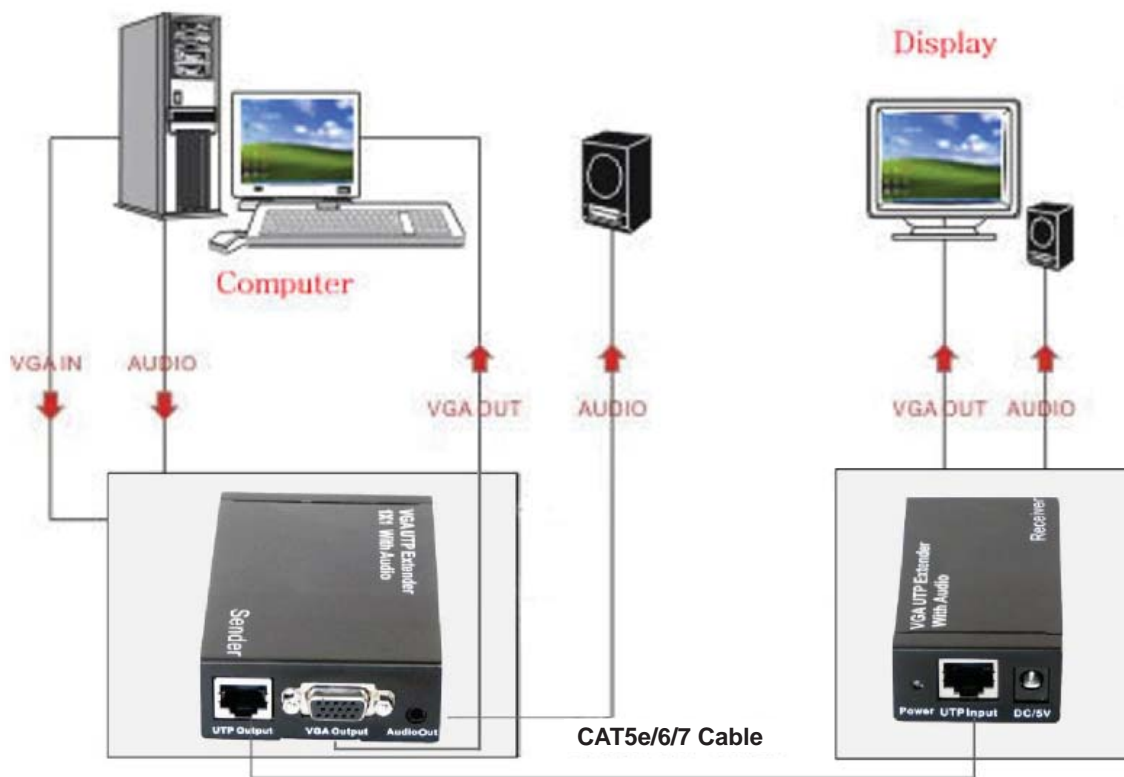 Display
Computer
VGA IN
AUDIO
VGA OUT
AUDIO
VGA OUT
AUDIO
VGA UTP Extender
1X1 With Audio
Sender
UTP Output
VGA Output
AudioOut
Receiver
VGA UTP Extender
With Audio
Power
UTP Input
DC/5V
CAT5e/6/7 Cable